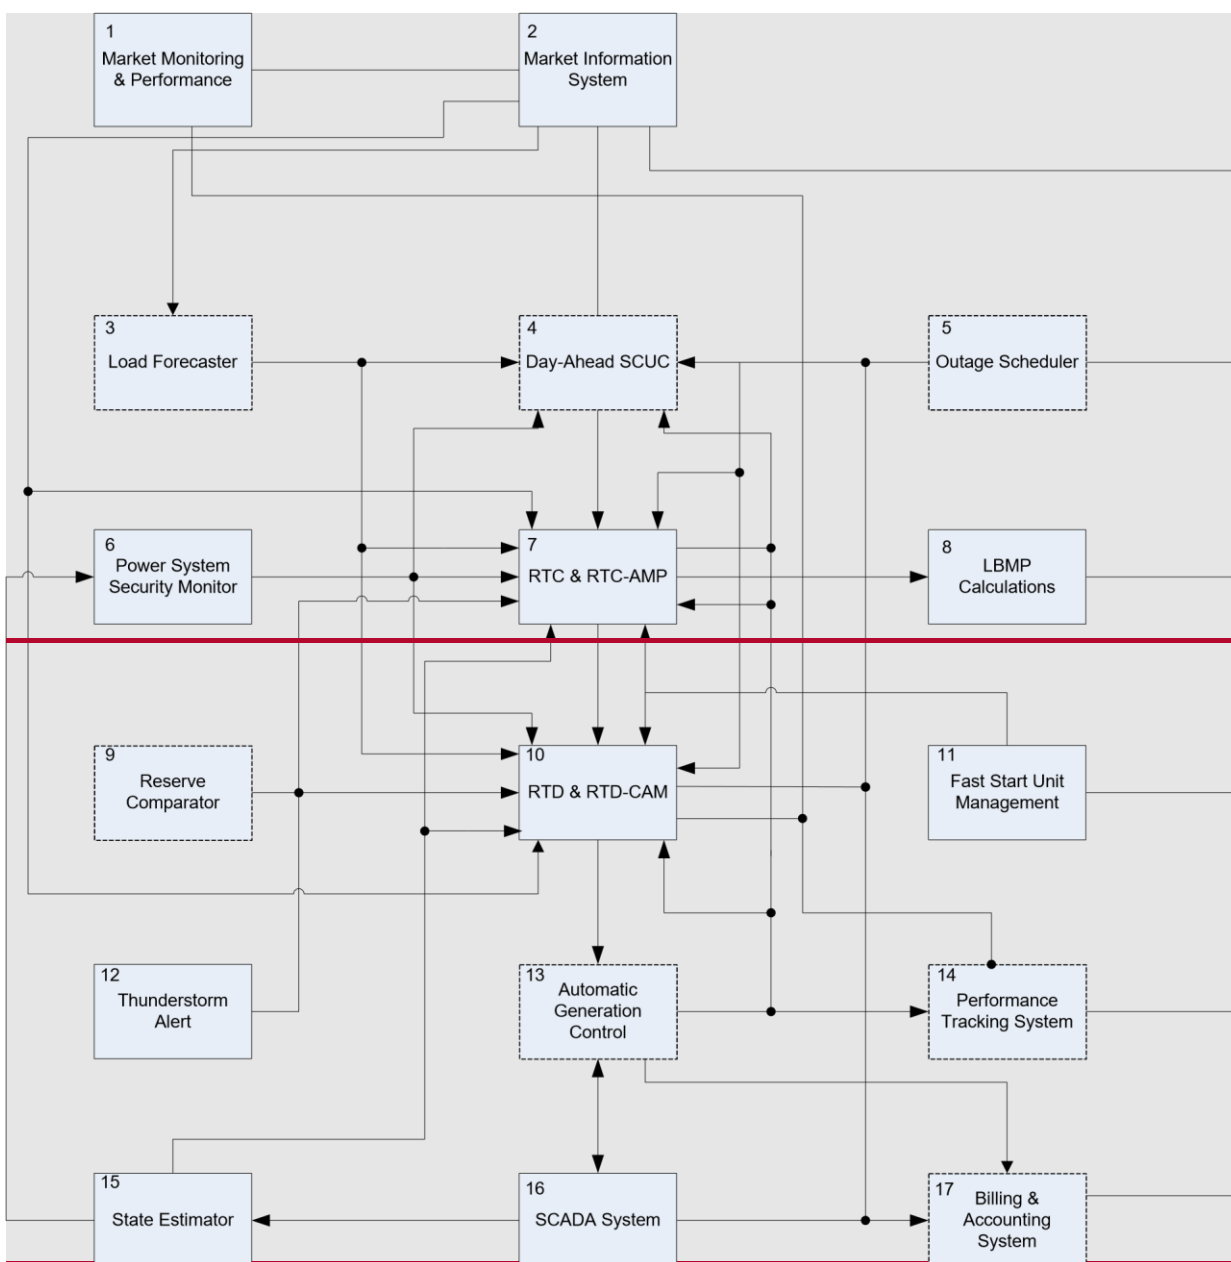 1
Market Monitoring
& Performance
2
Market Information
System
3
Load Forecaster
4
Day-Ahead SCUC
5
Outage Scheduler
6
Power System
Security Monitor
7
RTC & RTC-AMP
8
LBMP
Calculations
9
Reserve
Comparator
10
RTD & RTD-CAM
11
Fast Start Unit
Management
12
Thunderstorm
Alert
13
Automatic
Generation
Control
14
Performance
Tracking System
15
State Estimator
16
SCADA System
17
Billing &
Accounting
System